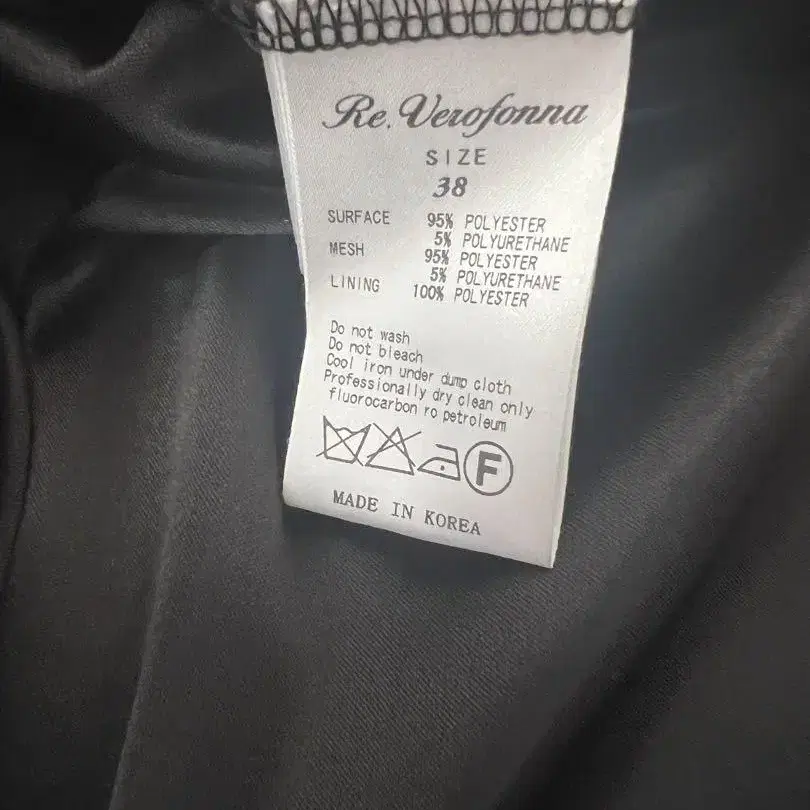 Re. Verofonna
SIZE
38
SURFACE 95% POLYESTER
5% POLYURETHANE
MESH 95% POLYESTER
5% POLYURETHANE
LINING 100% POLYESTER
Do not wash
Do not bleach
Cool iron under dump cloth
Professionally dry clean only
fluorocarbon ro petroleum
F
MADE IN KOREA